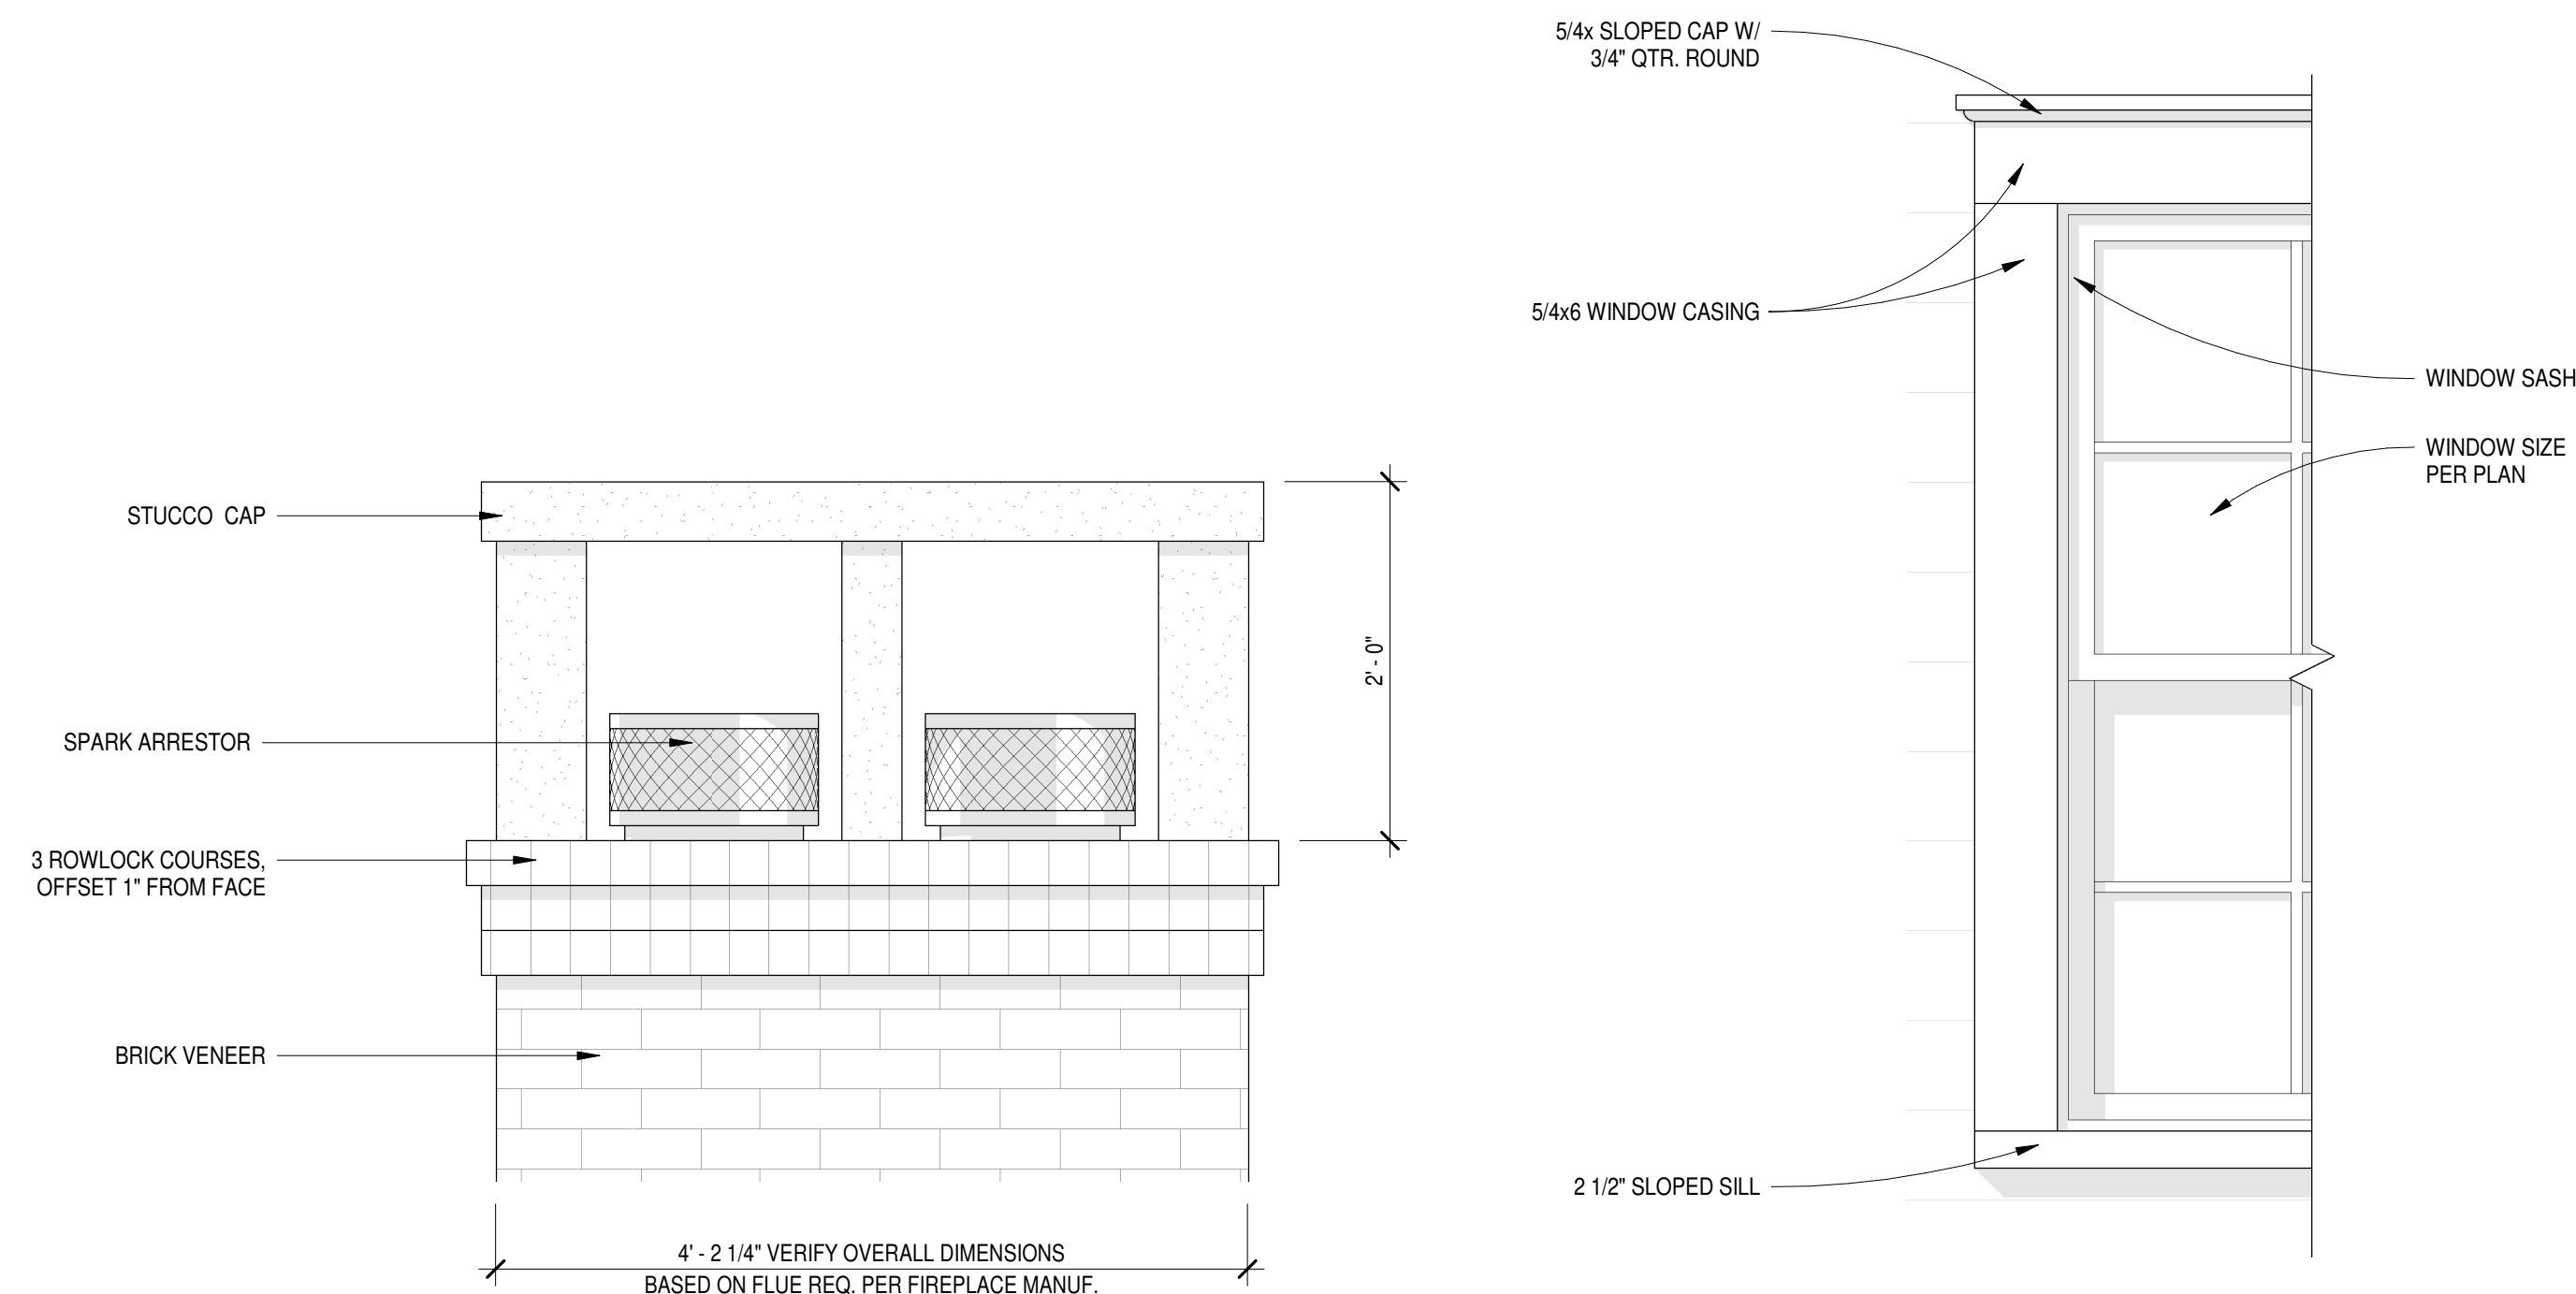 STUCCO  CAP
SPARK ARRESTOR
3 ROWLOCK COURSES,
OFFSET 1" FROM FACE
BRICK VENEER
2' - 0"
4' - 2 1/4" VERIFY OVERALL DIMENSIONS
BASED ON FLUE REQ. PER FIREPLACE MANUF.
5/4x SLOPED CAP W/
3/4" QTR. ROUND
5/4x6 WINDOW CASING
WINDOW SASH
WINDOW SIZE
PER PLAN
2 1/2" SLOPED SILL